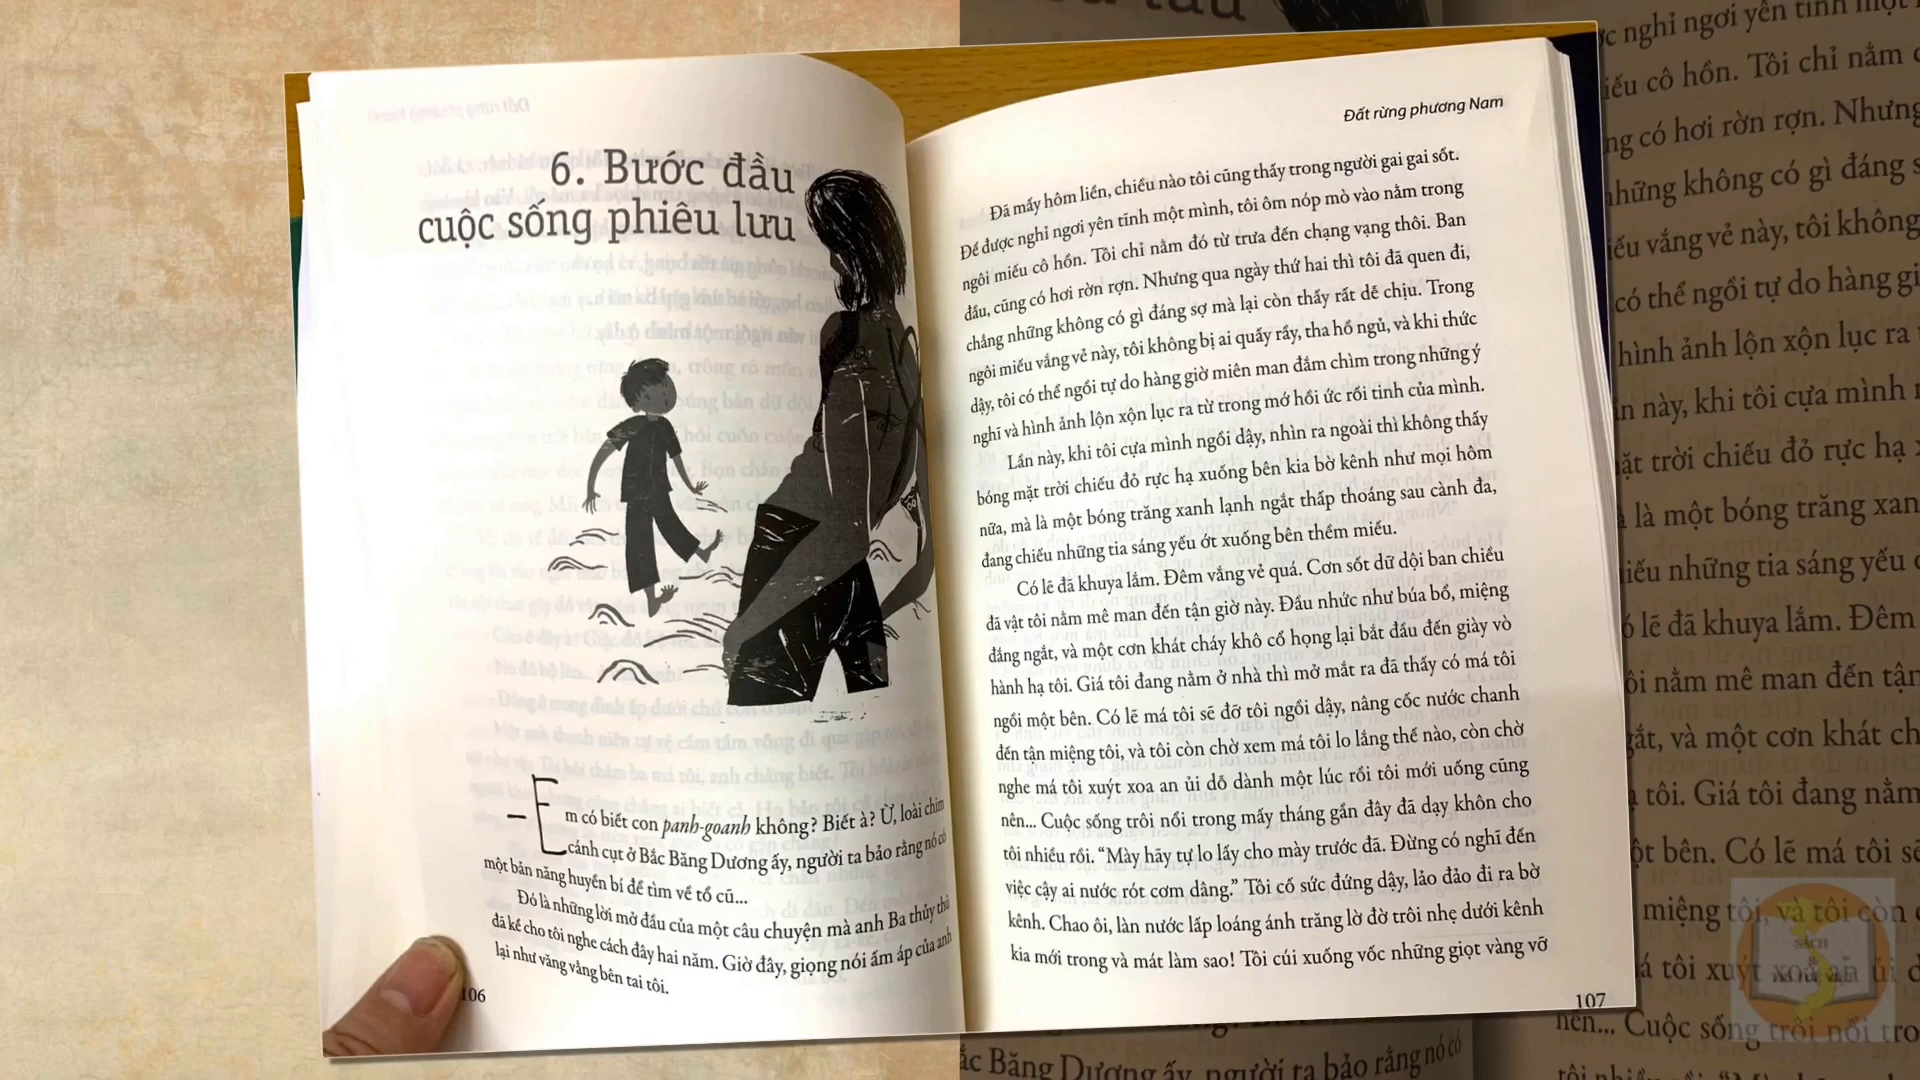 6. Bước đầu
cuộc sống phiêu lưu
– Em có biết con panh-goanh không? Biết à? Ừ, loài chim
cánh cụt ở Bắc Băng Dương ấy, người ta bảo rằng nó có
một bản năng huyền bí để tìm về tổ cũ...
Đó là những lời mở đầu của một câu chuyện mà anh Ba thủy thủ
đã kể cho tôi nghe cách đây hai năm. Giờ đây, giọng nói ấm áp của anh
lại như văng vẳng bên tai tôi.
106
Đất rừng phương Nam
Đã mấy hôm liền, chiều nào tôi cũng thấy trong người gai gai sốt.
Để được nghỉ ngơi yên tĩnh một mình, tôi ôm nóp mò vào nằm trong
ngôi miếu cô hồn. Tôi chỉ nằm đó từ trưa đến chạng vạng thôi. Ban
đầu, cũng có hơi rờn rợn. Nhưng qua ngày thứ hai thì tôi đã quen đi,
chẳng những không có gì đáng sợ mà lại còn thấy rất dễ chịu. Trong
ngôi miếu vắng vẻ này, tôi không bị ai quấy rầy, tha hồ ngủ, và khi thức
dậy, tôi có thể ngồi tự do hàng giờ miên man đắm chìm trong những ý
nghĩ và hình ảnh lộn xộn lục ra từ trong mớ hồi ức rối tinh của mình.
Lần này, khi tôi cựa mình ngồi dậy, nhìn ra ngoài thì không thấy
bóng mặt trời chiếu đỏ rực hạ xuống bên kia bờ kênh như mọi hôm
nữa, mà là một bóng trăng xanh lạnh ngắt thấp thoáng sau cành đa,
đang chiếu những tia sáng yếu ớt xuống bên thềm miếu.
Có lẽ đã khuya lắm. Đêm vắng vẻ quá. Cơn sốt dữ dội ban chiều
đã vật tôi nằm mê man đến tận giờ này. Đầu nhức như búa bổ, miệng
đắng ngắt, và một cơn khát cháy khô cổ họng lại bắt đầu đến giày vò
hành hạ tôi. Giá tôi đang nằm ở nhà thì mở mắt ra đã thấy có má tôi
ngồi một bên. Có lẽ má tôi sẽ đỡ tôi ngồi dậy, nâng cốc nước chanh
đến tận miệng tôi, và tôi còn chờ xem má tôi lo lắng thế nào, còn chờ
nghe má tôi xuýt xoa an ủi dỗ dành một lúc rồi tôi mới uống cũng
nên... Cuộc sống trôi nổi trong mấy tháng gần đây đã dạy khôn cho
tôi nhiều rồi. “Mày hãy tự lo lấy cho mày trước đã. Đừng có nghĩ đến
việc cậy ai nước rót cơm dâng.” Tôi cố sức đứng dậy, lảo đảo đi ra bờ
kênh. Chao ôi, làn nước lấp loáng ánh trăng lờ đờ trôi nhẹ dưới kênh
kia mới trong và mát làm sao! Tôi cúi xuống vốc những giọt vàng vỡ
107